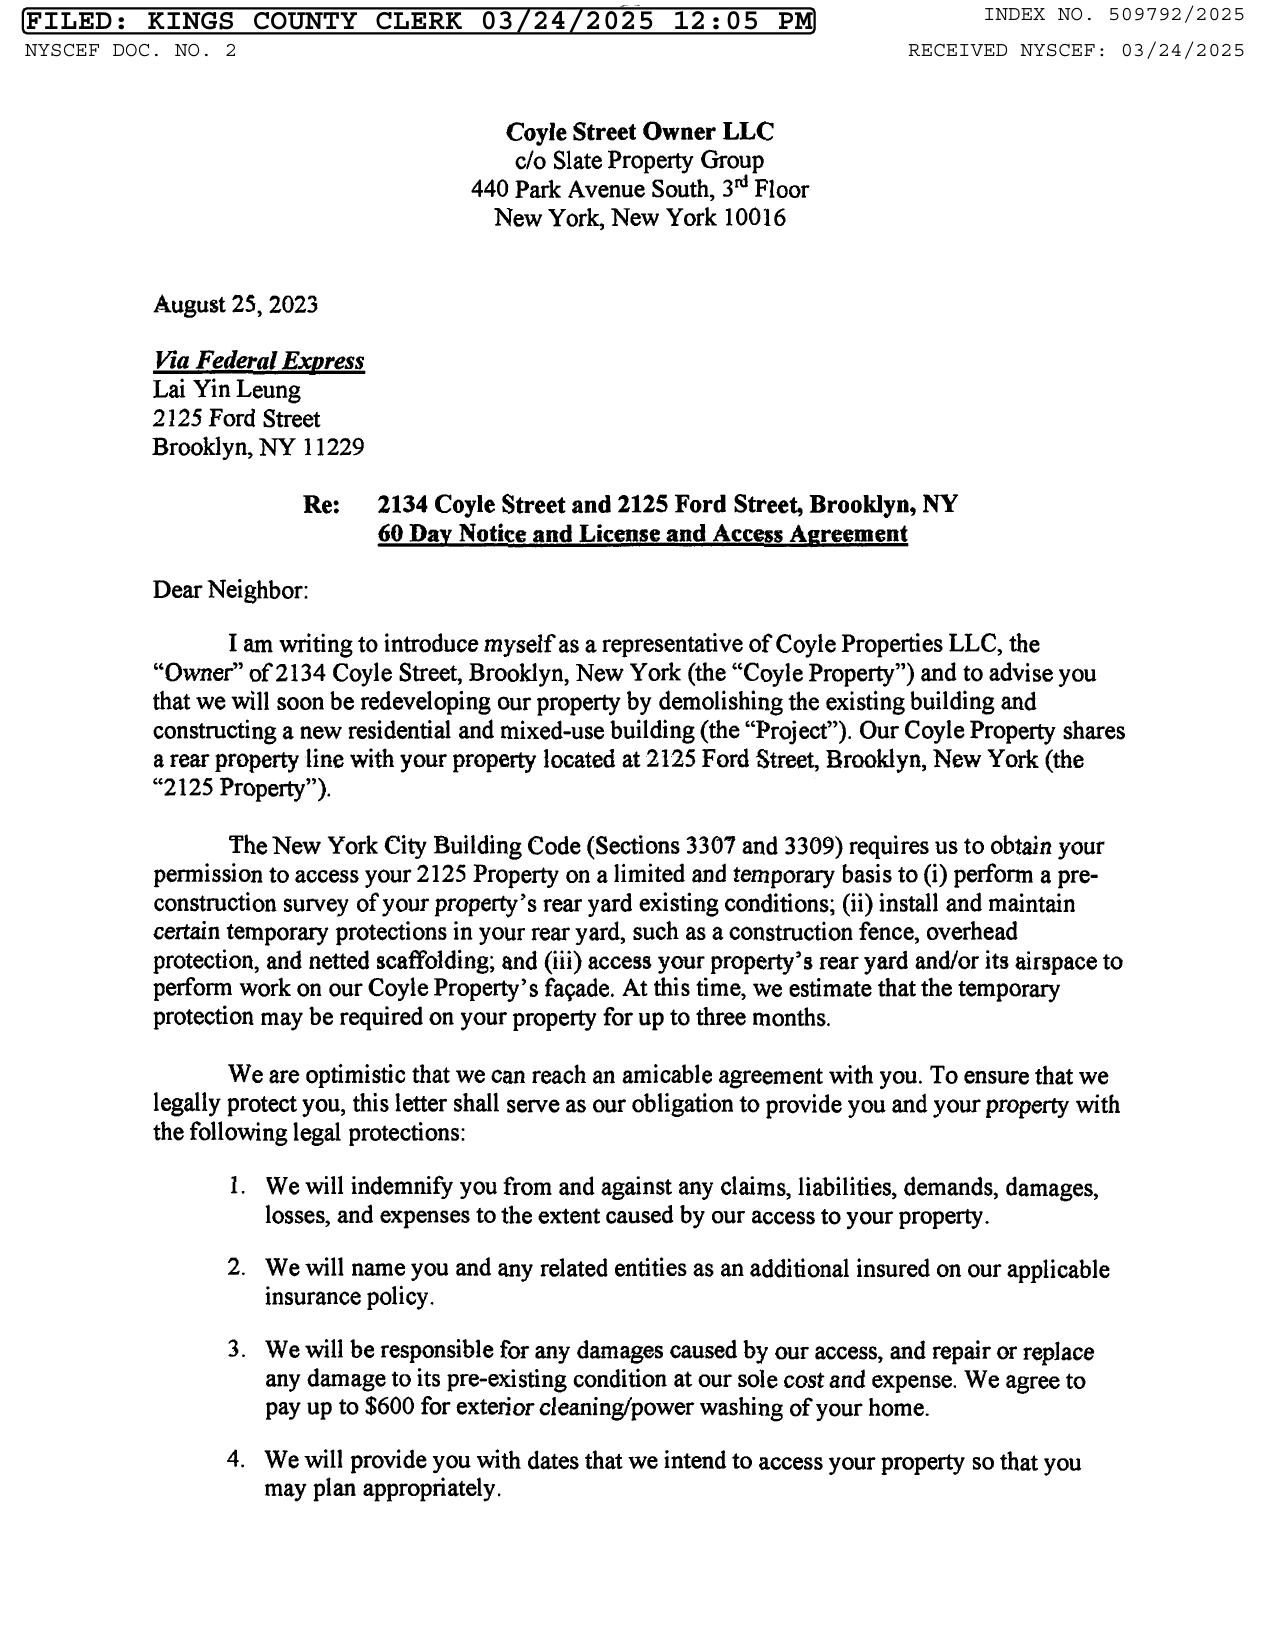 FILED: KINGS COUNTY CLERK 03/24/2025 12:05 PM
INDEX NO. 509792/2025
NYSCEF DOC. NO. 2
RECEIVED NYSCEF: 03/24/2025
Coyle Street Owner LLC
c/o Slate Property Group
440 Park Avenue South, 3rd Floor
New York, New York 10016
August 25, 2023
Via Federal Express
Lai Yin Leung
2125 Ford Street
Brooklyn, NY 11229
Re: 2134 Coyle Street and 2125 Ford Street, Brooklyn, NY
60 Day Notice and License and Access Agreement
Dear Neighbor:
I am writing to introduce myself as a representative of Coyle Properties LLC, the
“Owner” of 2134 Coyle Street, Brooklyn, New York (the “Coyle Property”) and to advise you
that we will soon be redeveloping our property by demolishing the existing building and
constructing a new residential and mixed-use building (the “Project”). Our Coyle Property shares
a rear property line with your property located at 2125 Ford Street, Brooklyn, New York (the
“2125 Property”).
The New York City Building Code (Sections 3307 and 3309) requires us to obtain your
permission to access your 2125 Property on a limited and temporary basis to (i) perform a pre-
construction survey of your property’s rear yard existing conditions; (ii) install and maintain
certain temporary protections in your rear yard, such as a construction fence, overhead
protection, and netted scaffolding; and (iii) access your property’s rear yard and/or its airspace to
perform work on our Coyle Property’s façade. At this time, we estimate that the temporary
protection may be required on your property for up to three months.
We are optimistic that we can reach an amicable agreement with you. To ensure that we
legally protect you, this letter shall serve as our obligation to provide you and your property with
the following legal protections:
1. We will indemnify you from and against any claims, liabilities, demands, damages,
losses, and expenses to the extent caused by our access to your property.
2. We will name you and any related entities as an additional insured on our applicable
insurance policy.
3. We will be responsible for any damages caused by our access, and repair or replace
any damage to its pre-existing condition at our sole cost and expense. We agree to
pay up to $600 for exterior cleaning/power washing of your home.
4. We will provide you with dates that we intend to access your property so that you
may plan appropriately.